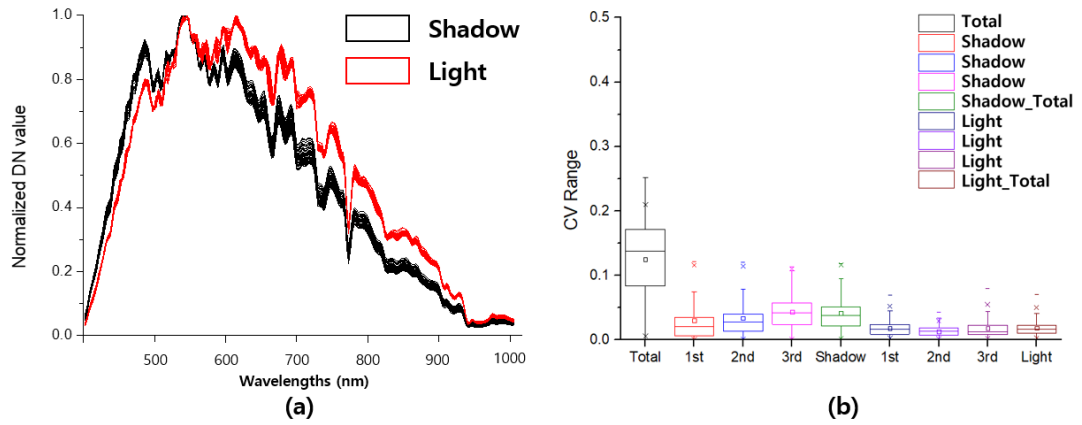 1.0
0.8
0.6
0.4
0.2
0.0
Normalized DN value
500 600 700 800 900 1000
Wavelengths (nm)
Shadow
Light
(a)
0.5
0.4
0.3
0.2
0.1
0.0
CV Range
Total
Shadow
Shadow
Shadow
Shadow_Total
Light
Light
Light
Light_Total
Total 1st 2nd 3rd Shadow 1st 2nd 3rd Light
(b)